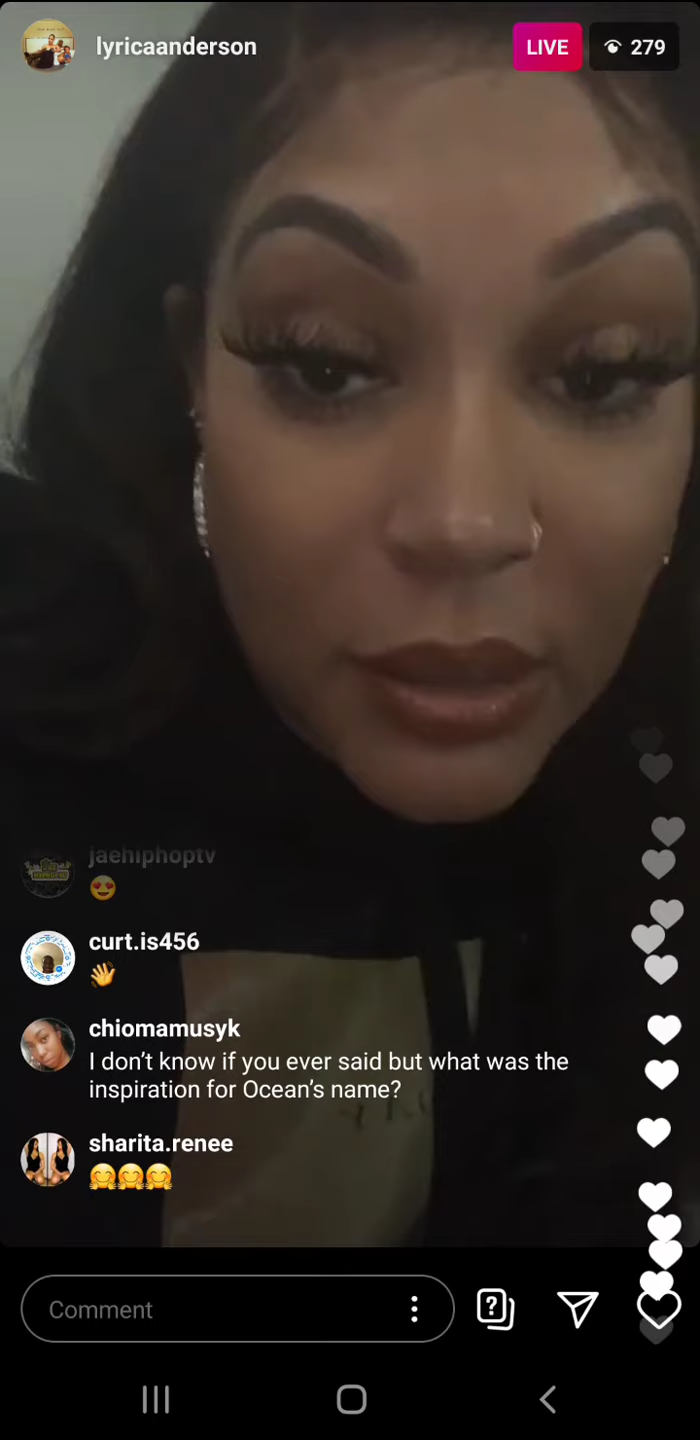 lyricaanderson
LIVE
279
jaehiphoptv
😍
curt.is456
👋
chiomamusyk
I don’t know if you ever said but what was the
inspiration for Ocean’s name?
sharita.renee
🤗🤗🤗
Comment